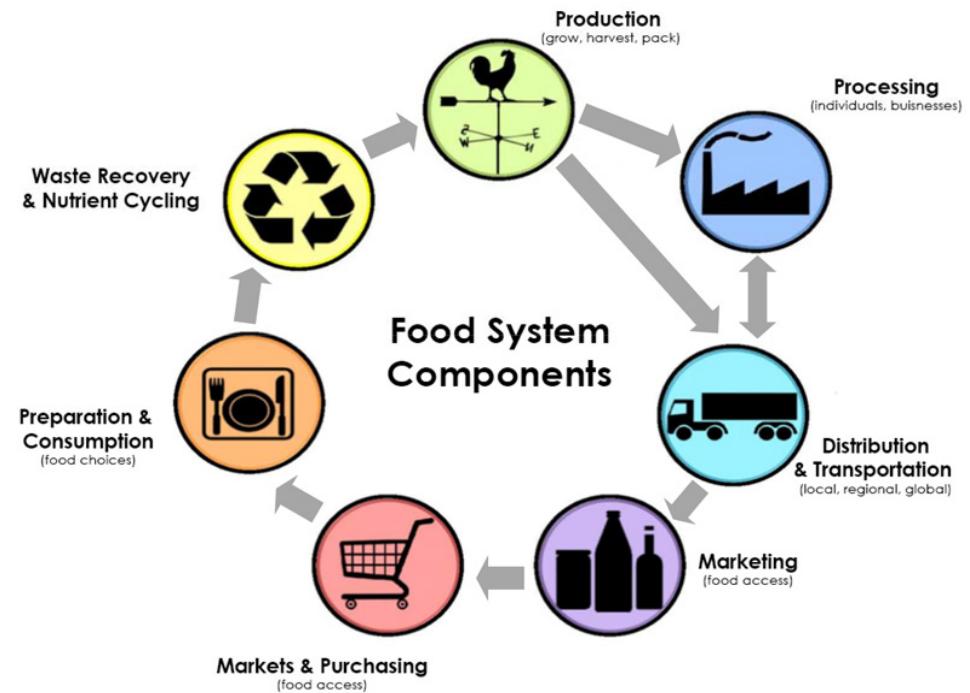 Production
(grow, harvest, pack)
Processing
(individuals, buisnesses)
Waste Recovery
& Nutrient Cycling
Food System
Components
Preparation &
Consumption
(food choices)
Distribution
& Transportation
(local, regional, global)
Marketing
(food access)
Markets & Purchasing
(food access)